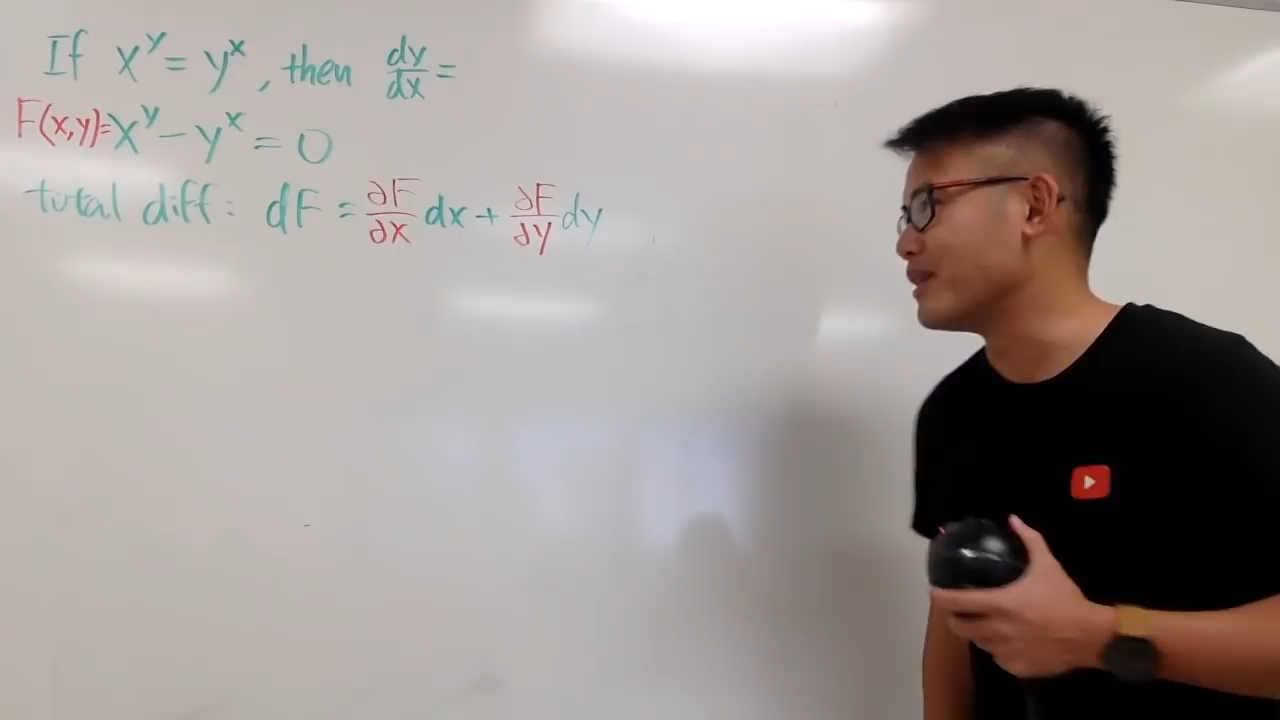 If x^y = y^x, then dy/dx =
F(x,y)= x^y − y^x = 0
total diff: dF = ∂F/∂x dx + ∂F/∂y dy